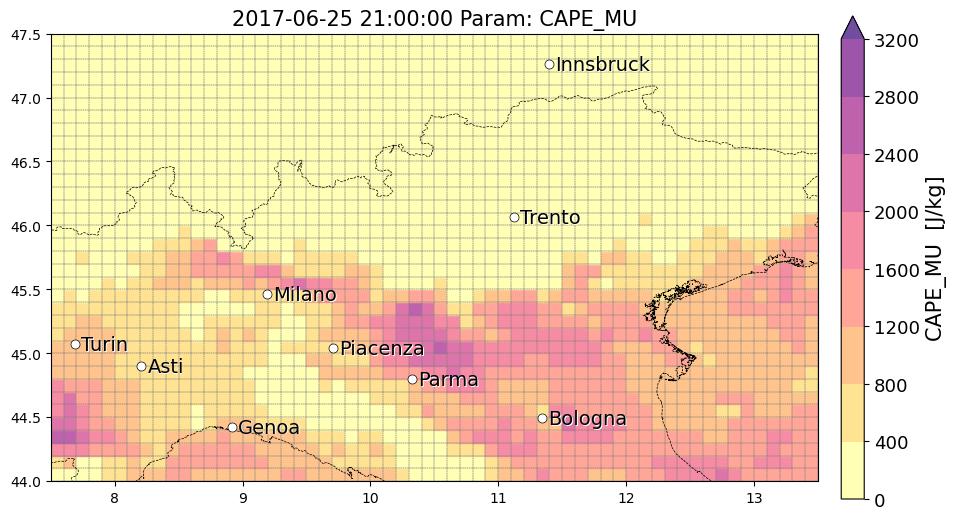 2017-06-25 21:00:00 Param: CAPE_MU
47.5
47.0
46.5
46.0
45.5
45.0
44.5
44.0
8
9
10
11
12
13
Innsbruck
Trento
Milano
Turin
Piacenza
Asti
Parma
Genoa
Bologna
3200
2800
2400
2000
1600
1200
800
400
0
CAPE_MU [J/kg]